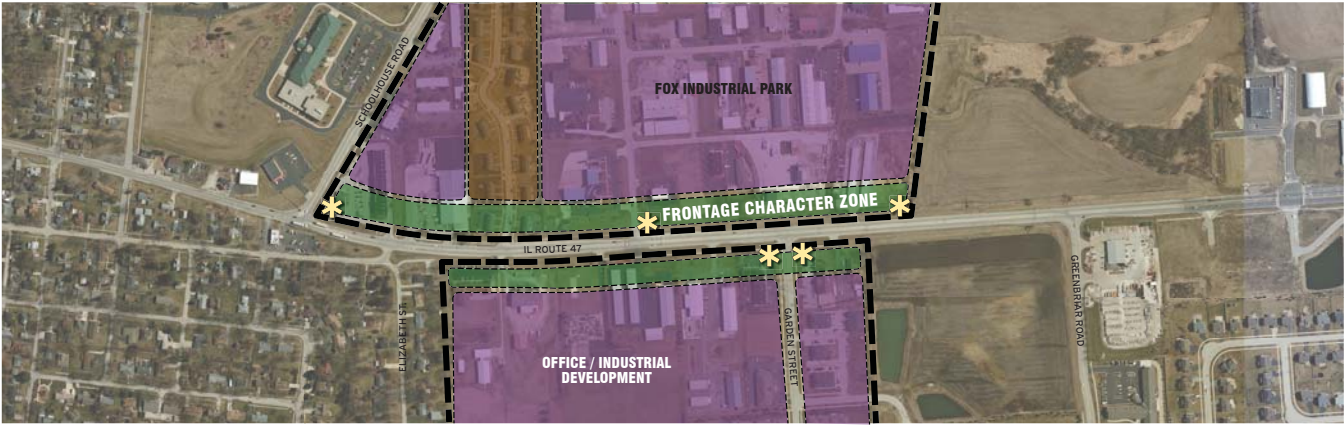 SCHOOLHOUSE ROAD
FOX INDUSTRIAL PARK
FRONTAGE CHARACTER ZONE
IL ROUTE 47
ELIZABETH ST
OFFICE / INDUSTRIAL
DEVELOPMENT
GARDEN STREET
GREENBRIAR ROAD